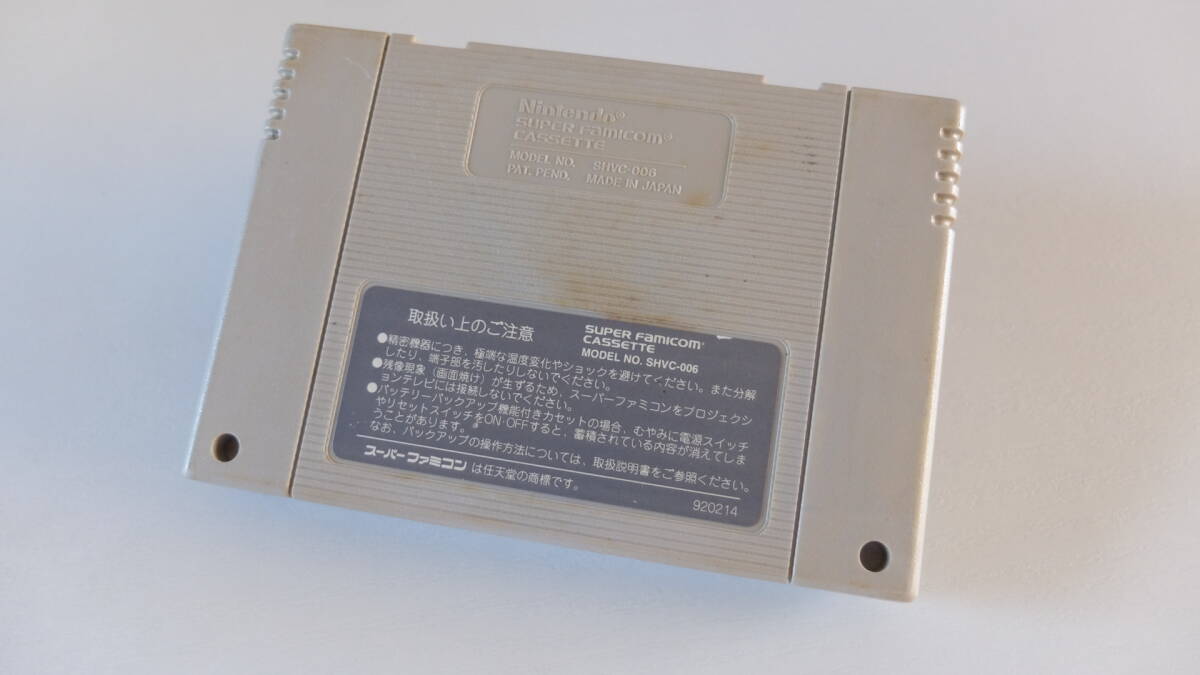 Nintendo®
SUPER FAMICOM®
CASSETTE
MODEL NO. SHVC-006
PAT. PEND. MADE IN JAPAN
取扱い上のご注意
SUPER FAMICOM
CASSETTE
MODEL NO. SHVC-006
●精密機器につき、極端な温度変化やショックを避けてください。また分解
したり、端子部を汚したりしないでください。
●残像現象(画面焼け)が生ずるため、スーパーファミコンをプロジェクシ
ョンテレビには接続しないでください。
●バッテリーバックアップ機能付きカセットの場合、むやみに電源スイッチ
やリセットスイッチをON・OFFすると、蓄積されている内容が消えてしま
うことがあります。
なお、バックアップの操作方法については、取扱説明書をご参照ください。
スーパーファミコン は任天堂の商標です。
920214